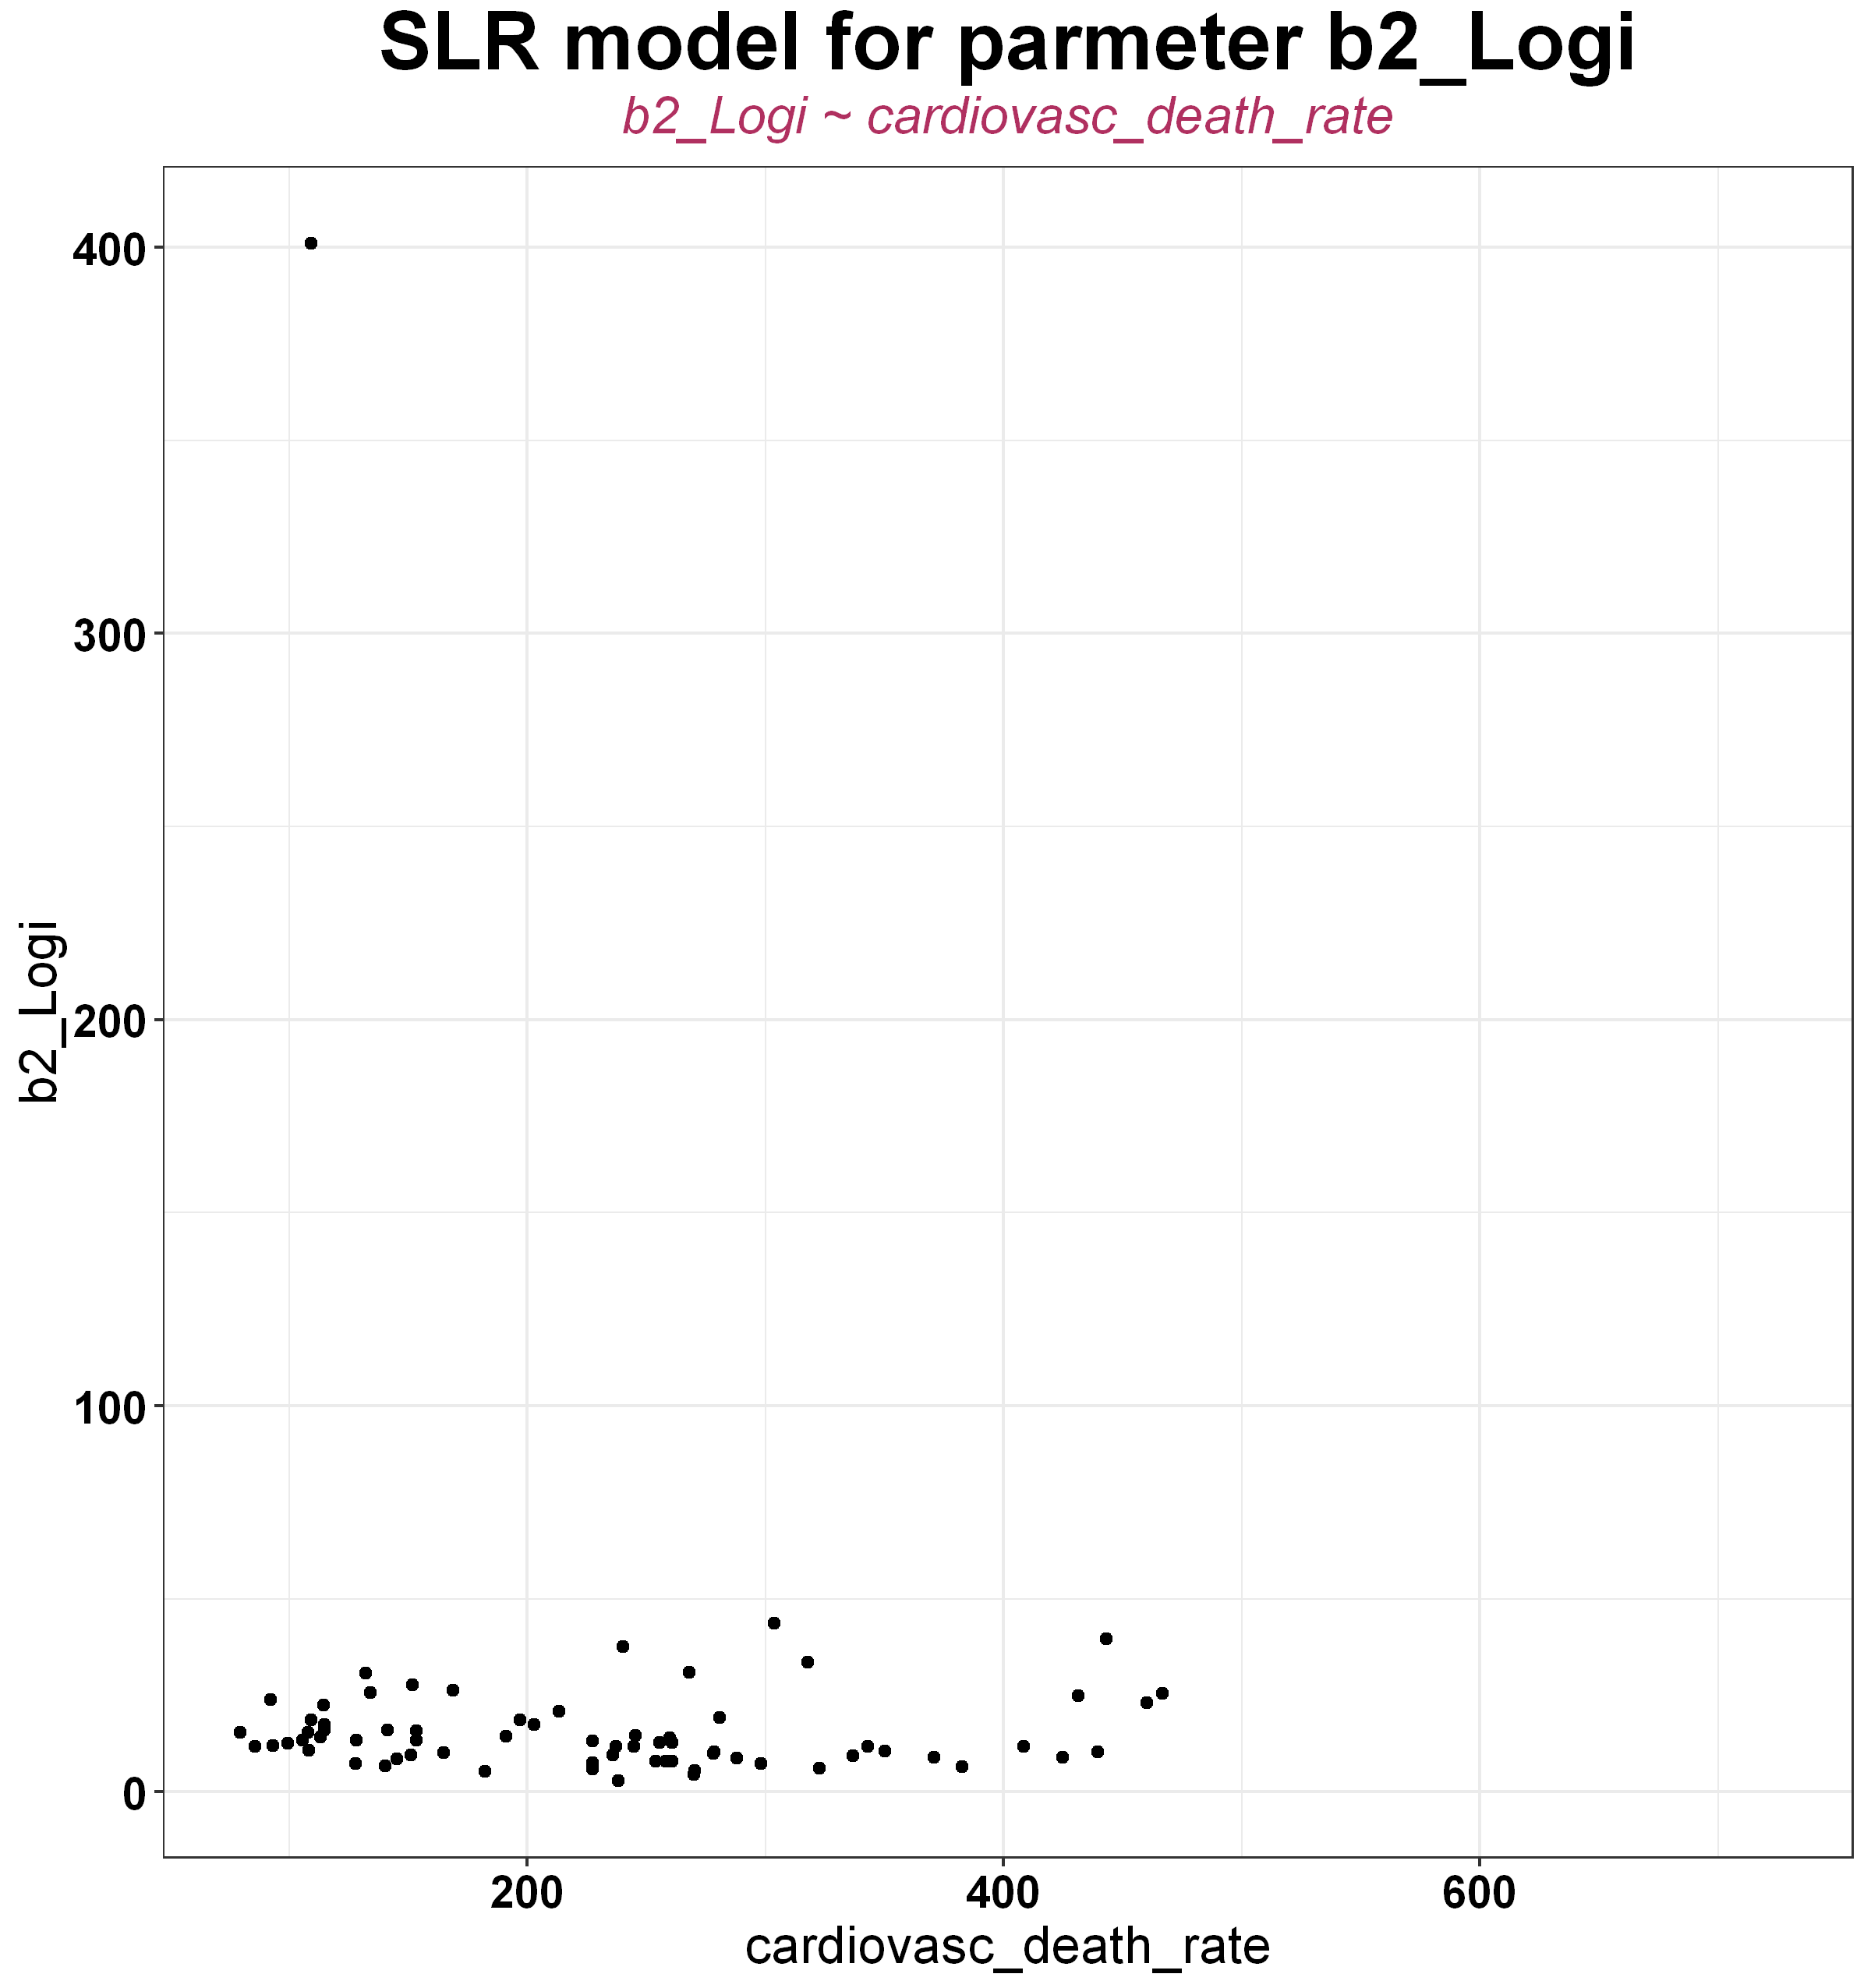 SLR model for parmeter b2_Logi
b2_Logi ~ cardiovasc_death_rate
400
300
200
100
0
b2_Logi
200
400
600
cardiovasc_death_rate